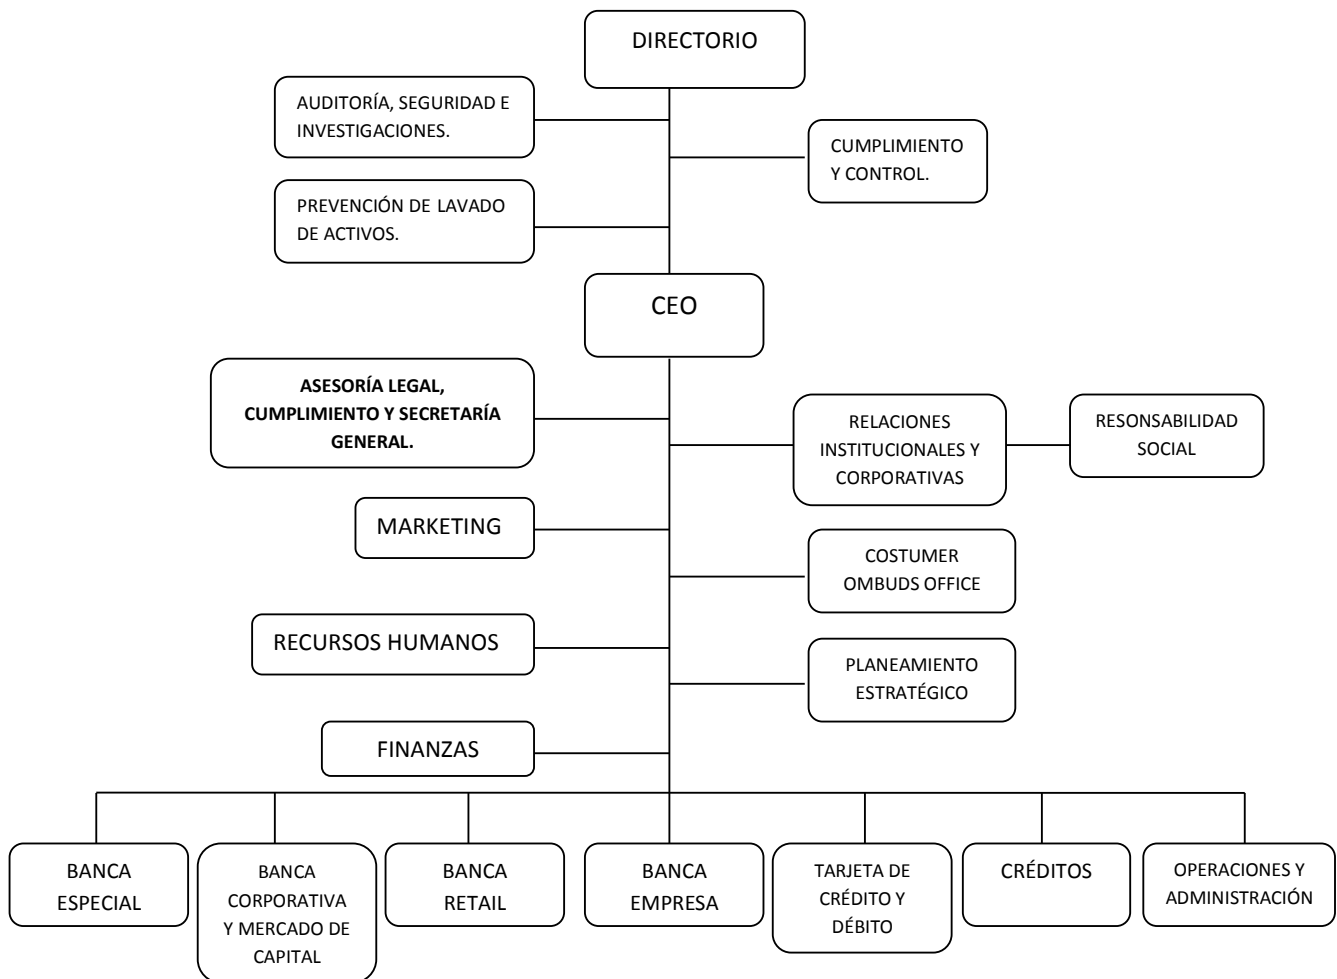 DIRECTORIO
AUDITORÍA, SEGURIDAD E
INVESTIGACIONES.
CUMPLIMIENTO
Y CONTROL.
PREVENCIÓN DE LAVADO
DE ACTIVOS.
CEO
ASESORÍA LEGAL,
CUMPLIMIENTO Y SECRETARÍA
GENERAL.
RELACIONES
INSTITUCIONALES Y
CORPORATIVAS
RESONSABILIDAD
SOCIAL
MARKETING
COSTUMER
OMBUDS OFFICE
RECURSOS HUMANOS
PLANEAMIENTO
ESTRATÉGICO
FINANZAS
BANCA
ESPECIAL
BANCA
CORPORATIVA
Y MERCADO DE
CAPITAL
BANCA
RETAIL
BANCA
EMPRESA
TARJETA DE
CRÉDITO Y
DÉBITO
CRÉDITOS
OPERACIONES Y
ADMINISTRACIÓN